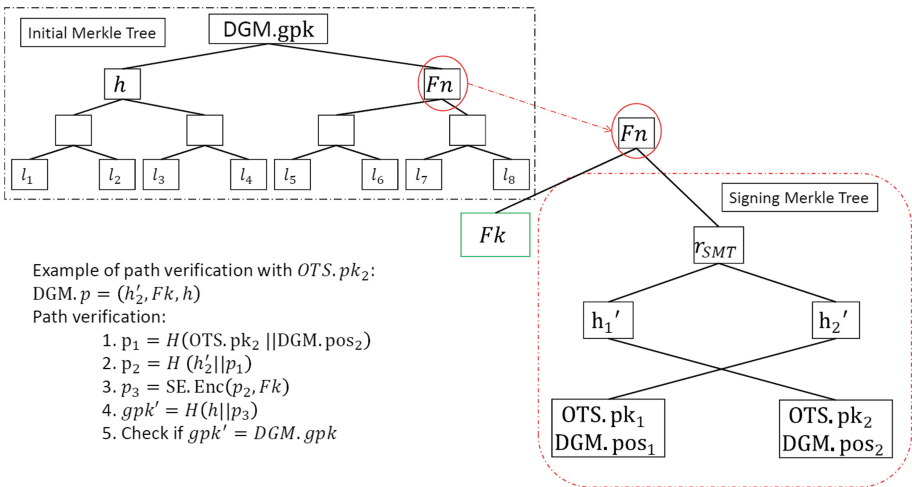 Initial Merkle Tree
DGM.gpk
h
Fn
l₁
l₂
l₃
l₄
l₅
l₆
l₇
l₈
Fn
Signing Merkle Tree
Fk
r_SMT
h₁′
h₂′
OTS.pk₁
DGM.pos₁
OTS.pk₂
DGM.pos₂
Example of path verification with OTS.pk₂:
DGM.p = (h₂′, Fk, h)
Path verification:
1. p₁ = H(OTS.pk₂ ||DGM.pos₂)
2. p₂ = H (h₂′||p₁)
3. p₃ = SE.Enc(p₂, Fk)
4. gpk′ = H(h||p₃)
5. Check if gpk′ = DGM.gpk